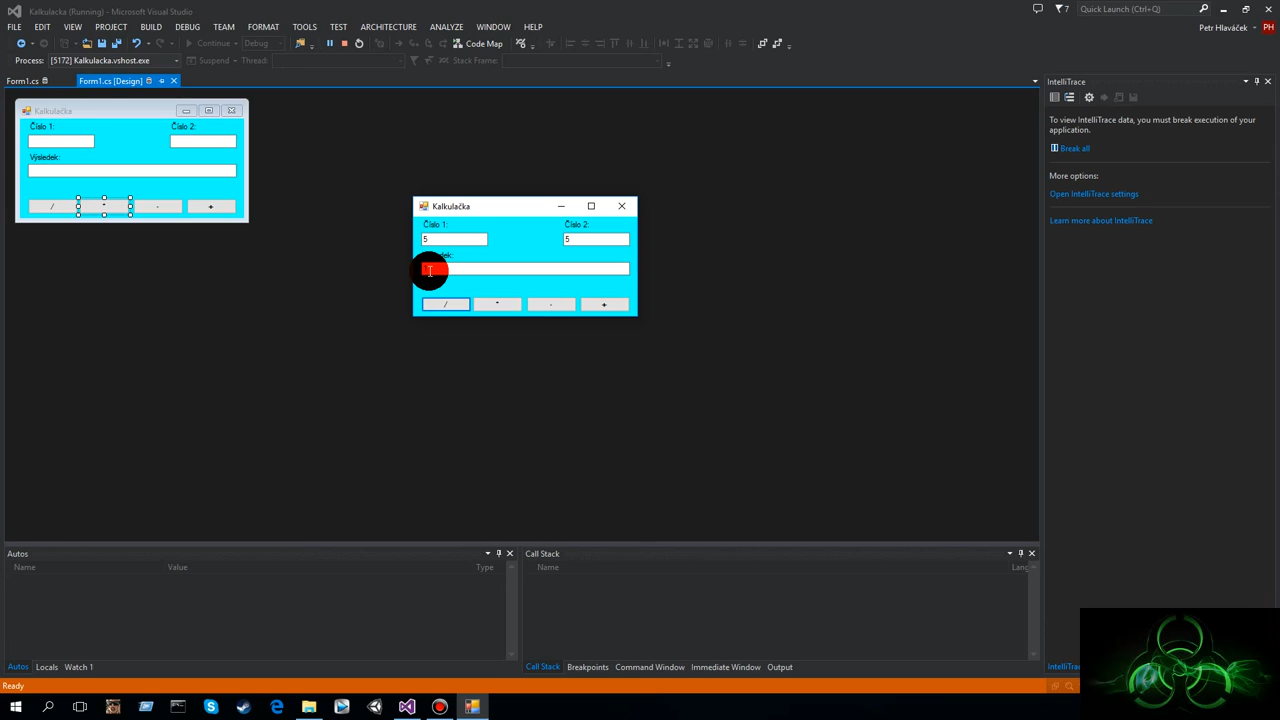 Kalkulacka (Running) - Microsoft Visual Studio
7
Quick Launch (Ctrl+Q)
FILE EDIT VIEW PROJECT BUILD DEBUG TEAM FORMAT TOOLS TEST ARCHITECTURE ANALYZE WINDOW HELP
Petr Hlaváček PH
Continue Debug Code Map
Process: [5172] Kalkulacka.vshost.exe Suspend Thread: Stack Frame:
Form1.cs Form1.cs [Design]
IntelliTrace
Kalkulačka
Číslo 1: Číslo 2:
Výsledek:
/ * - +
To view IntelliTrace data, you must break execution of your
application.
Break all
More options:
Open IntelliTrace settings
Learn more about IntelliTrace
Kalkulačka
Číslo 1: Číslo 2:
5 5
/ * - +
Autos
Name Value Type
Call Stack
Name Lang
Autos Locals Watch 1
Call Stack Breakpoints Command Window Immediate Window Output
Ready